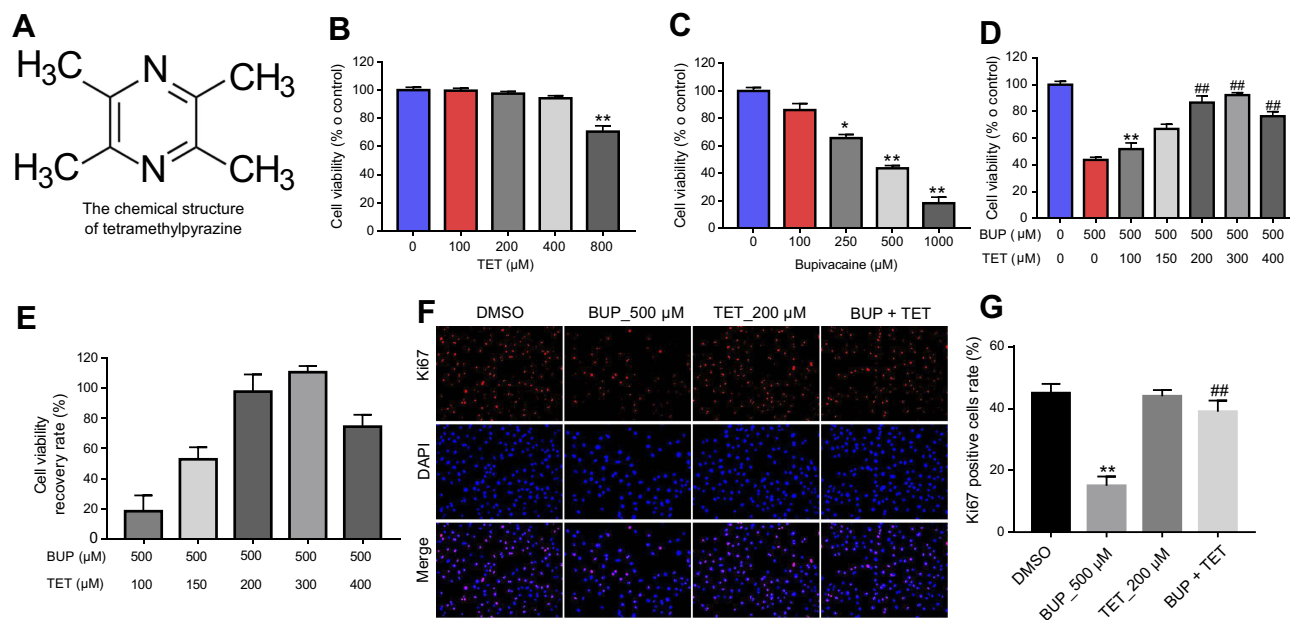 A
H₃C
N
CH₃
H₃C
N
CH₃
The chemical structure
of tetramethylpyrazine
B
Cell viability (% o control)
120
100
80
60
40
20
0
**
0 100 200 400 800
TET (µM)
C
Cell viability (% o control)
120
100
80
60
40
20
0
*
**
**
0 100 250 500 1000
Bupivacaine (µM)
D
Cell viability (% o control)
120
100
80
60
40
20
0
**
##
##
##
BUP (µM) 0 500 500 500 500 500 500
TET (µM) 0 0 100 150 200 300 400
E
Cell viability
recovery rate (%)
120
100
80
60
40
20
0
BUP (µM) 500 500 500 500 500
TET (µM) 100 150 200 300 400
F
DMSO BUP_500 µM TET_200 µM BUP + TET
Ki67
DAPI
Merge
G
Ki67 positive cells rate (%)
60
40
20
0
**
##
DMSO
BUP_500 µM
TET_200 µM
BUP + TET